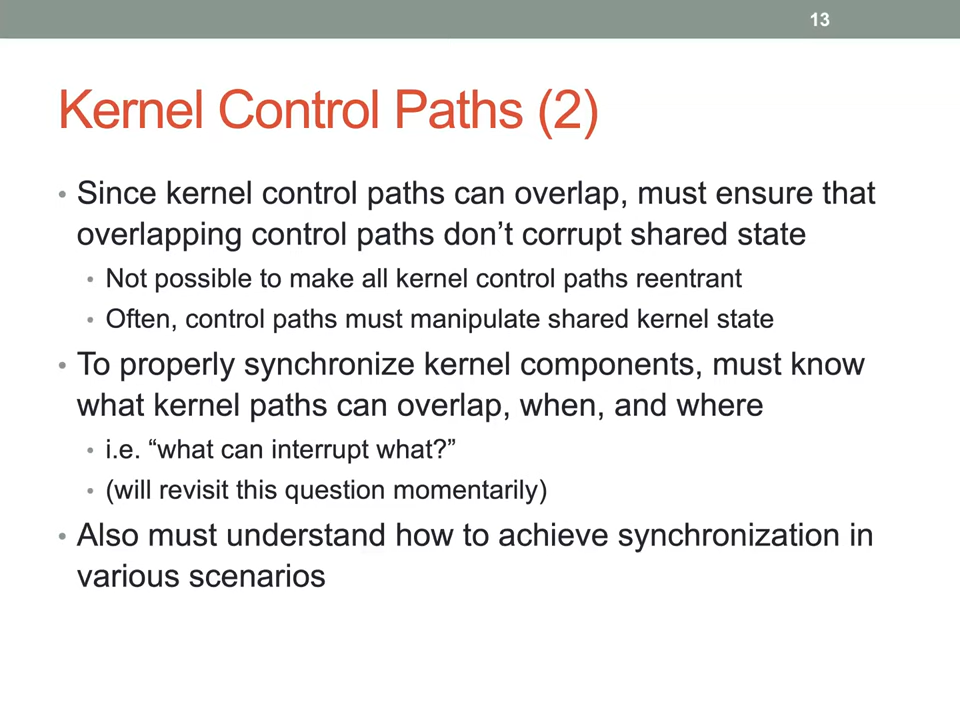 13
Kernel Control Paths (2)
• Since kernel control paths can overlap, must ensure that
overlapping control paths don’t corrupt shared state
• Not possible to make all kernel control paths reentrant
• Often, control paths must manipulate shared kernel state
• To properly synchronize kernel components, must know
what kernel paths can overlap, when, and where
• i.e. “what can interrupt what?”
• (will revisit this question momentarily)
• Also must understand how to achieve synchronization in
various scenarios